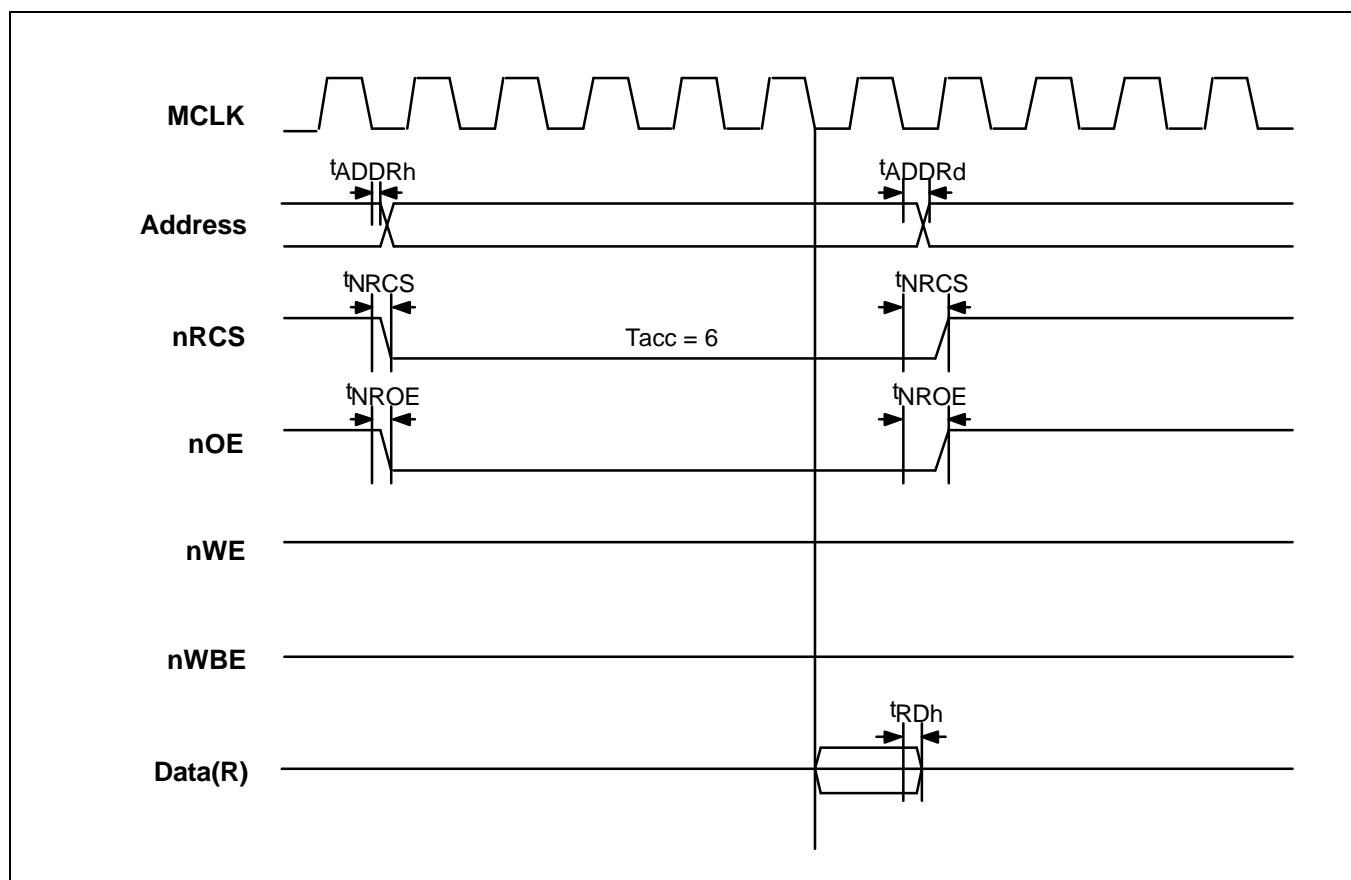 MCLK
tADDRh tADDRd
Address
tNRCS tNRCS
nRCS Tacc = 6
tNROE tNROE
nOE
nWE
nWBE
tRDh
Data(R)